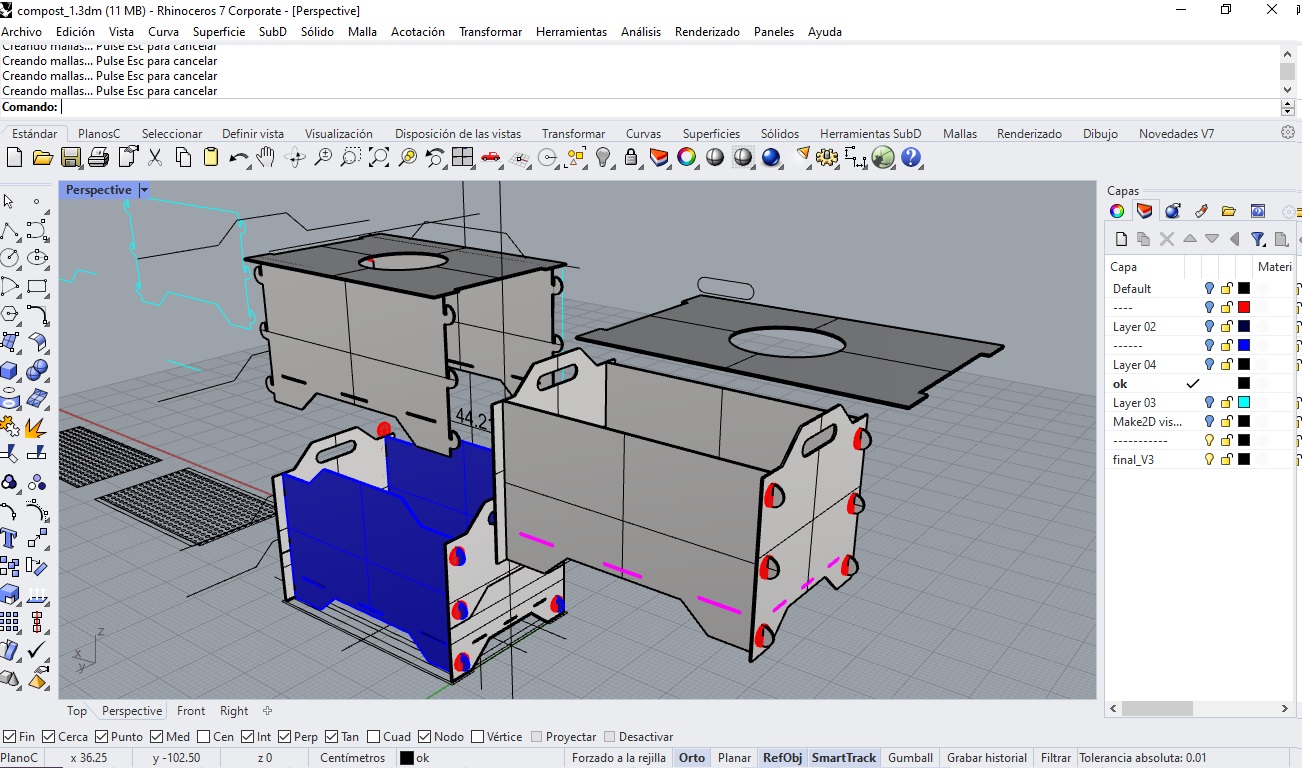 compost_1.3dm (11 MB) - Rhinoceros 7 Corporate - [Perspective]
Archivo Edición Vista Curva Superficie SubD Sólido Malla Acotación Transformar Herramientas Análisis Renderizado Paneles Ayuda
Creando mallas... Pulse Esc para cancelar
Creando mallas... Pulse Esc para cancelar
Creando mallas... Pulse Esc para cancelar
Creando mallas... Pulse Esc para cancelar
Comando:
Estándar PlanosC Seleccionar Definir vista Visualización Disposición de las vistas Transformar Curvas Superficies Sólidos Herramientas SubD Mallas Renderizado Dibujo Novedades V7
Perspective
Capas
Capa Materi
Default
----
Layer 02
------
Layer 04
ok
Layer 03
Make2D vis...
-----------
final_V3
44.2
z
x
y
Top Perspective Front Right
Fin Cerca Punto Med Cen Int Perp Tan Cuad Nodo Vértice Proyectar Desactivar
PlanoC x 36.25 y -102.50 z 0 Centímetros ok Forzado a la rejilla Orto Planar RefObj SmartTrack Gumball Grabar historial Filtrar Tolerancia absoluta: 0.01